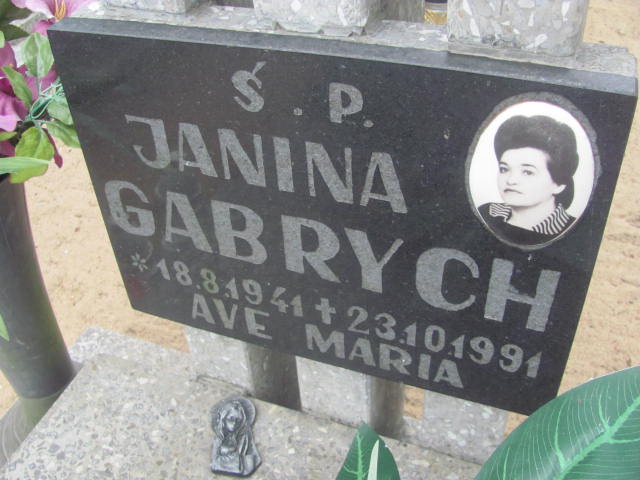 Ś.P.
JANINA
GABRYCH
*18.8.1941 + 23.10.1991
AVE MARIA